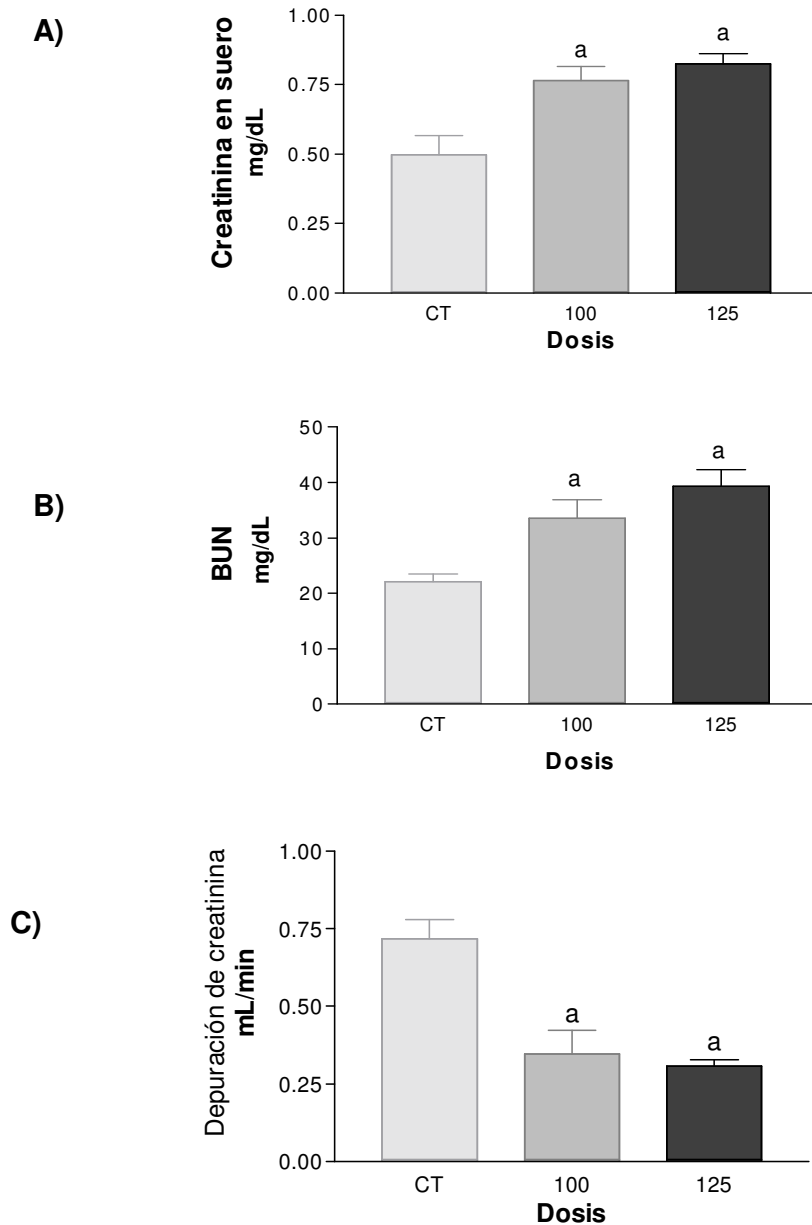 A)
Creatinina en suero
mg/dL
1.00
0.75
0.50
0.25
0.00
a
a
CT
100
125
Dosis
B)
BUN
mg/dL
50
40
30
20
10
0
a
a
CT
100
125
Dosis
C)
Depuración de creatinina
mL/min
1.00
0.75
0.50
0.25
0.00
a
a
CT
100
125
Dosis